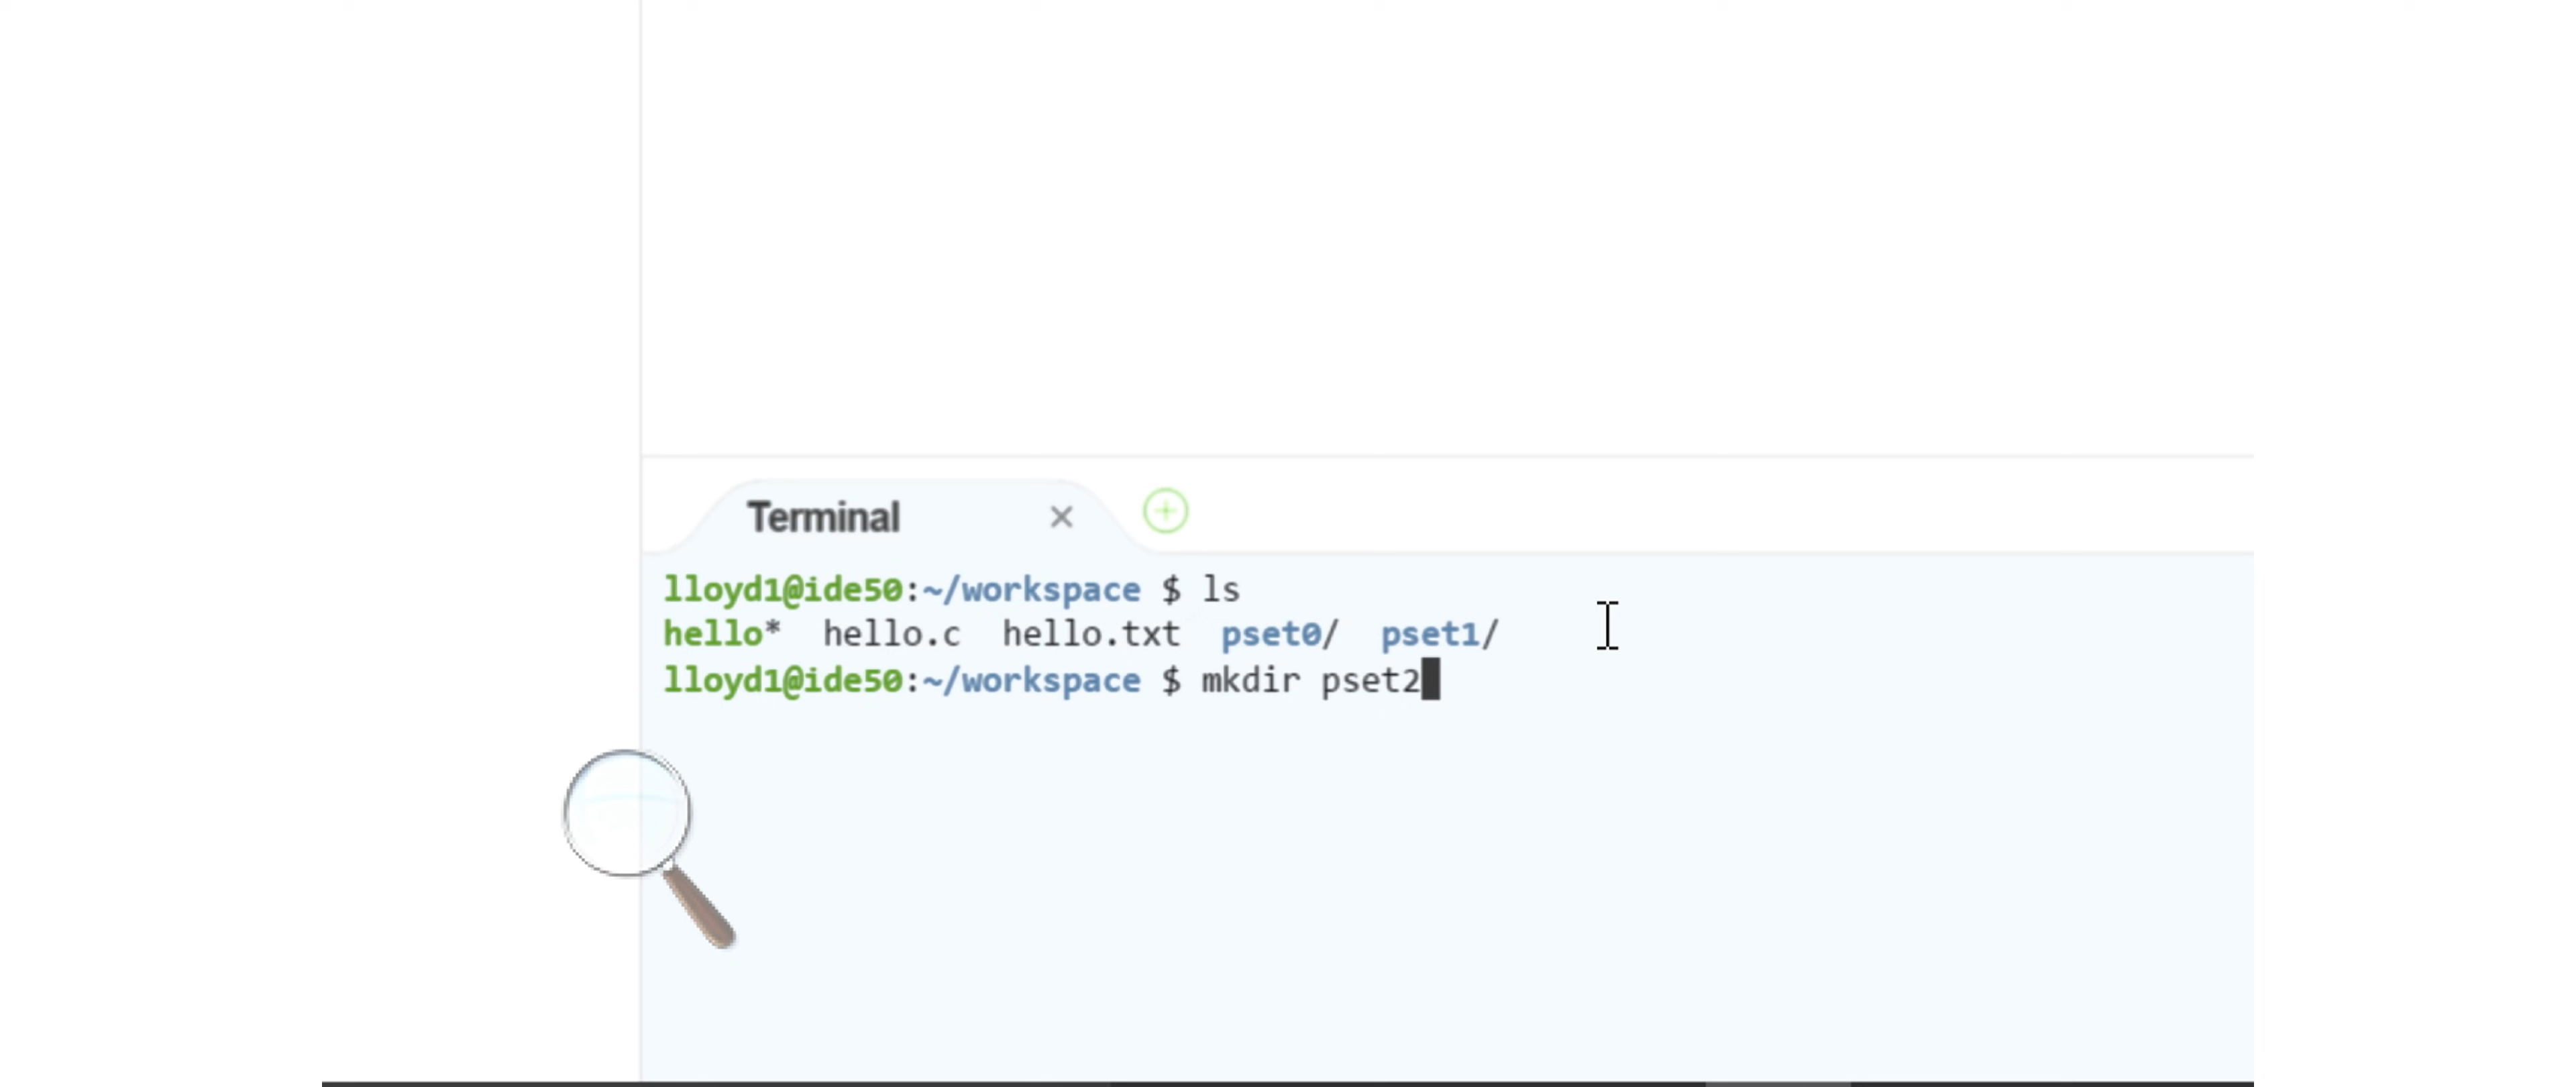 Terminal
lloyd1@ide50:~/workspace $ ls
hello*  hello.c  hello.txt  pset0/  pset1/
lloyd1@ide50:~/workspace $ mkdir pset2